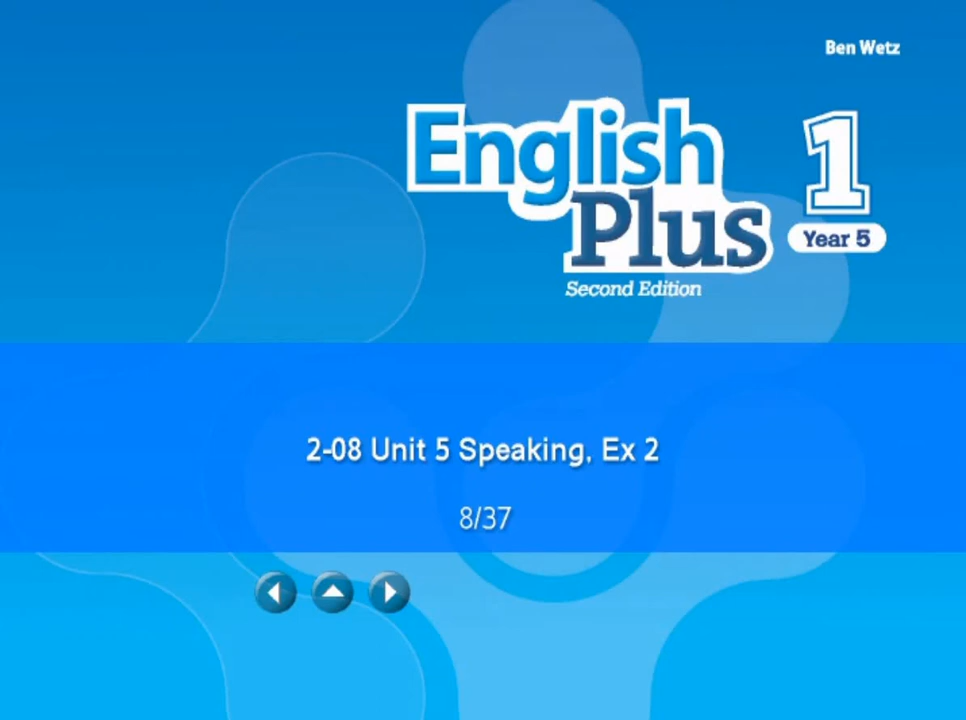 Ben Wetz
English
Plus
1
Year 5
Second Edition
2-08 Unit 5 Speaking, Ex 2
8/37